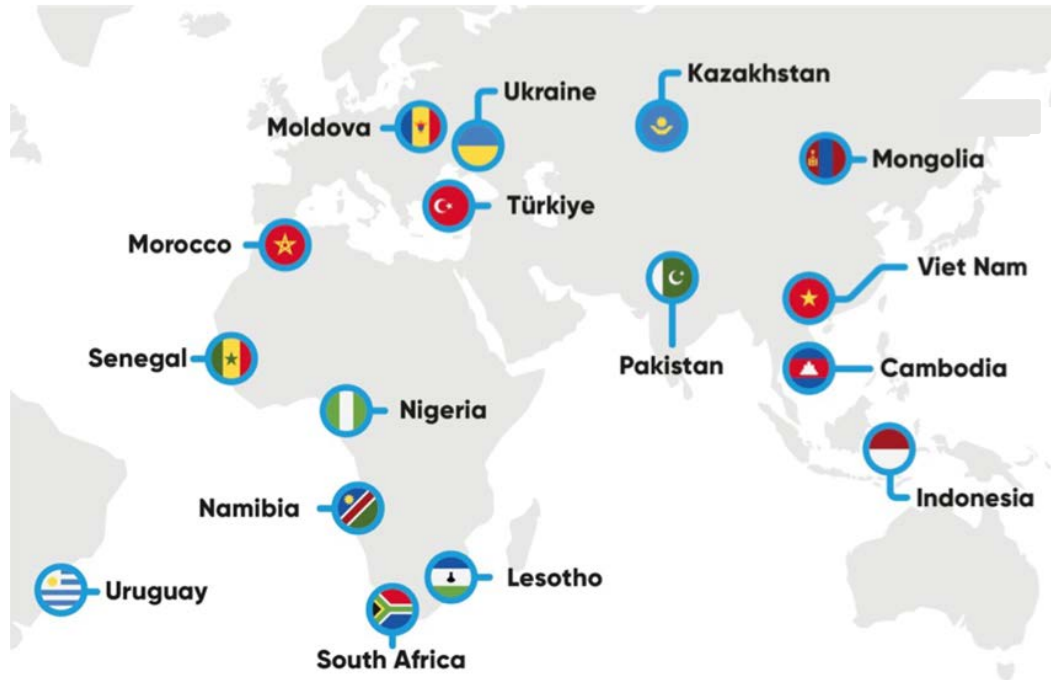 Kazakhstan
Ukraine
Moldova
Mongolia
Türkiye
Morocco
Viet Nam
Senegal
Pakistan
Cambodia
Nigeria
Indonesia
Namibia
Lesotho
Uruguay
South Africa